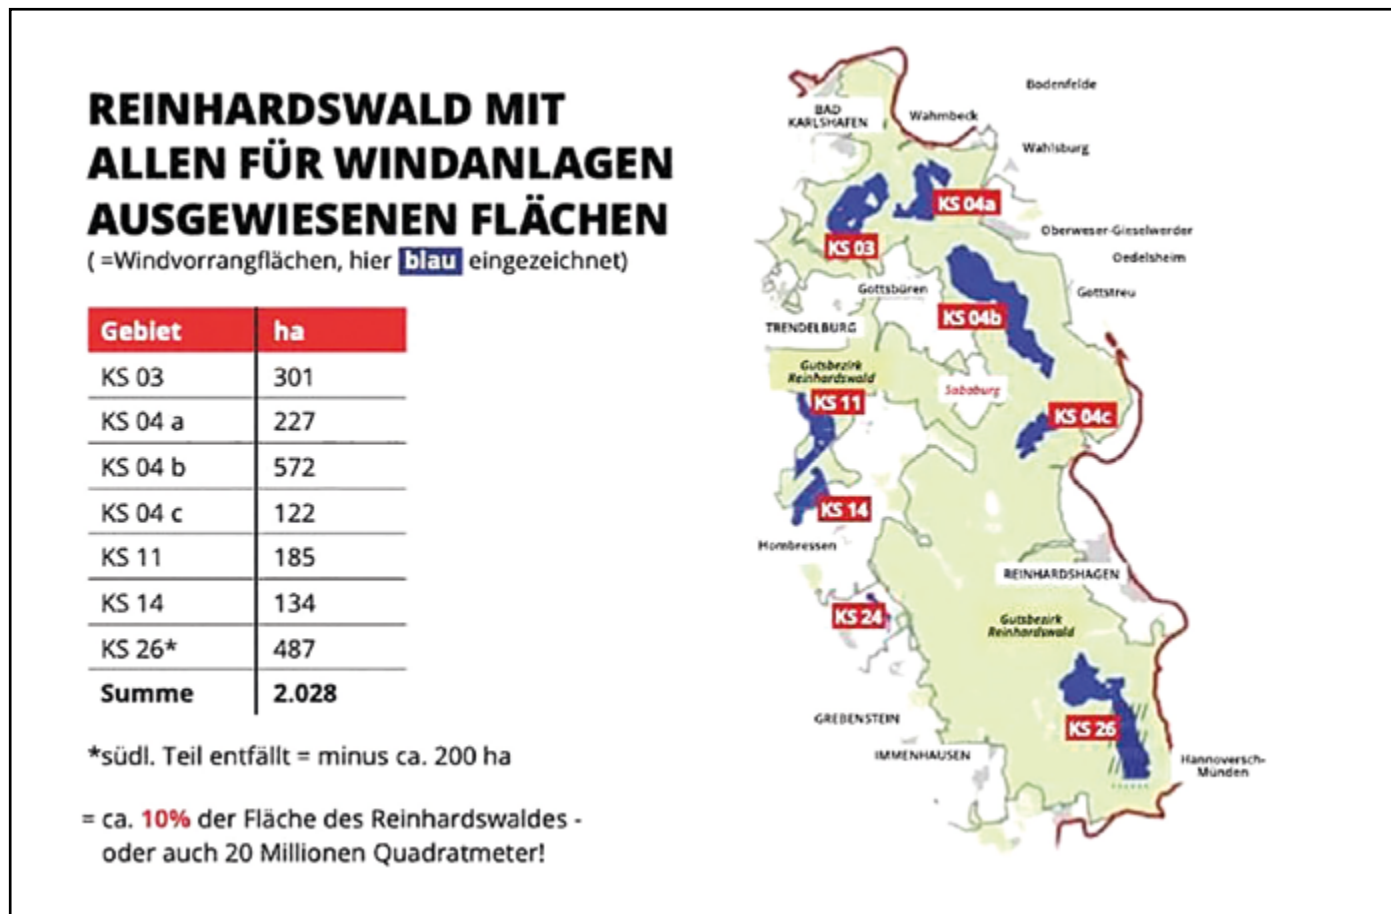 REINHARDSWALD MIT
ALLEN FÜR WINDANLAGEN
AUSGEWIESENEN FLÄCHEN
( =Windvorrangflächen, hier blau eingezeichnet)
Gebiet ha
KS 03 301
KS 04 a 227
KS 04 b 572
KS 04 c 122
KS 11 185
KS 14 134
KS 26* 487
Summe 2.028
*südl. Teil entfällt = minus ca. 200 ha
= ca. 10% der Fläche des Reinhardswaldes -
oder auch 20 Millionen Quadratmeter!
Bodenfelde
BAD
KARLSHAFEN
Wahmbeck
Wahlsburg
KS 04a
KS 03
Oberweser-Gieselwerder
Oedelsheim
Gottsbüren
Gottstreu
KS 04b
TRENDELBURG
Gutsbezirk
Reinhardswald
Sababurg
KS 11
KS 04c
KS 14
Hombressen
REINHARDSHAGEN
KS 24
Gutsbezirk
Reinhardswald
GREBENSTEIN
KS 26
IMMENHAUSEN
Hannoversch-
Münden